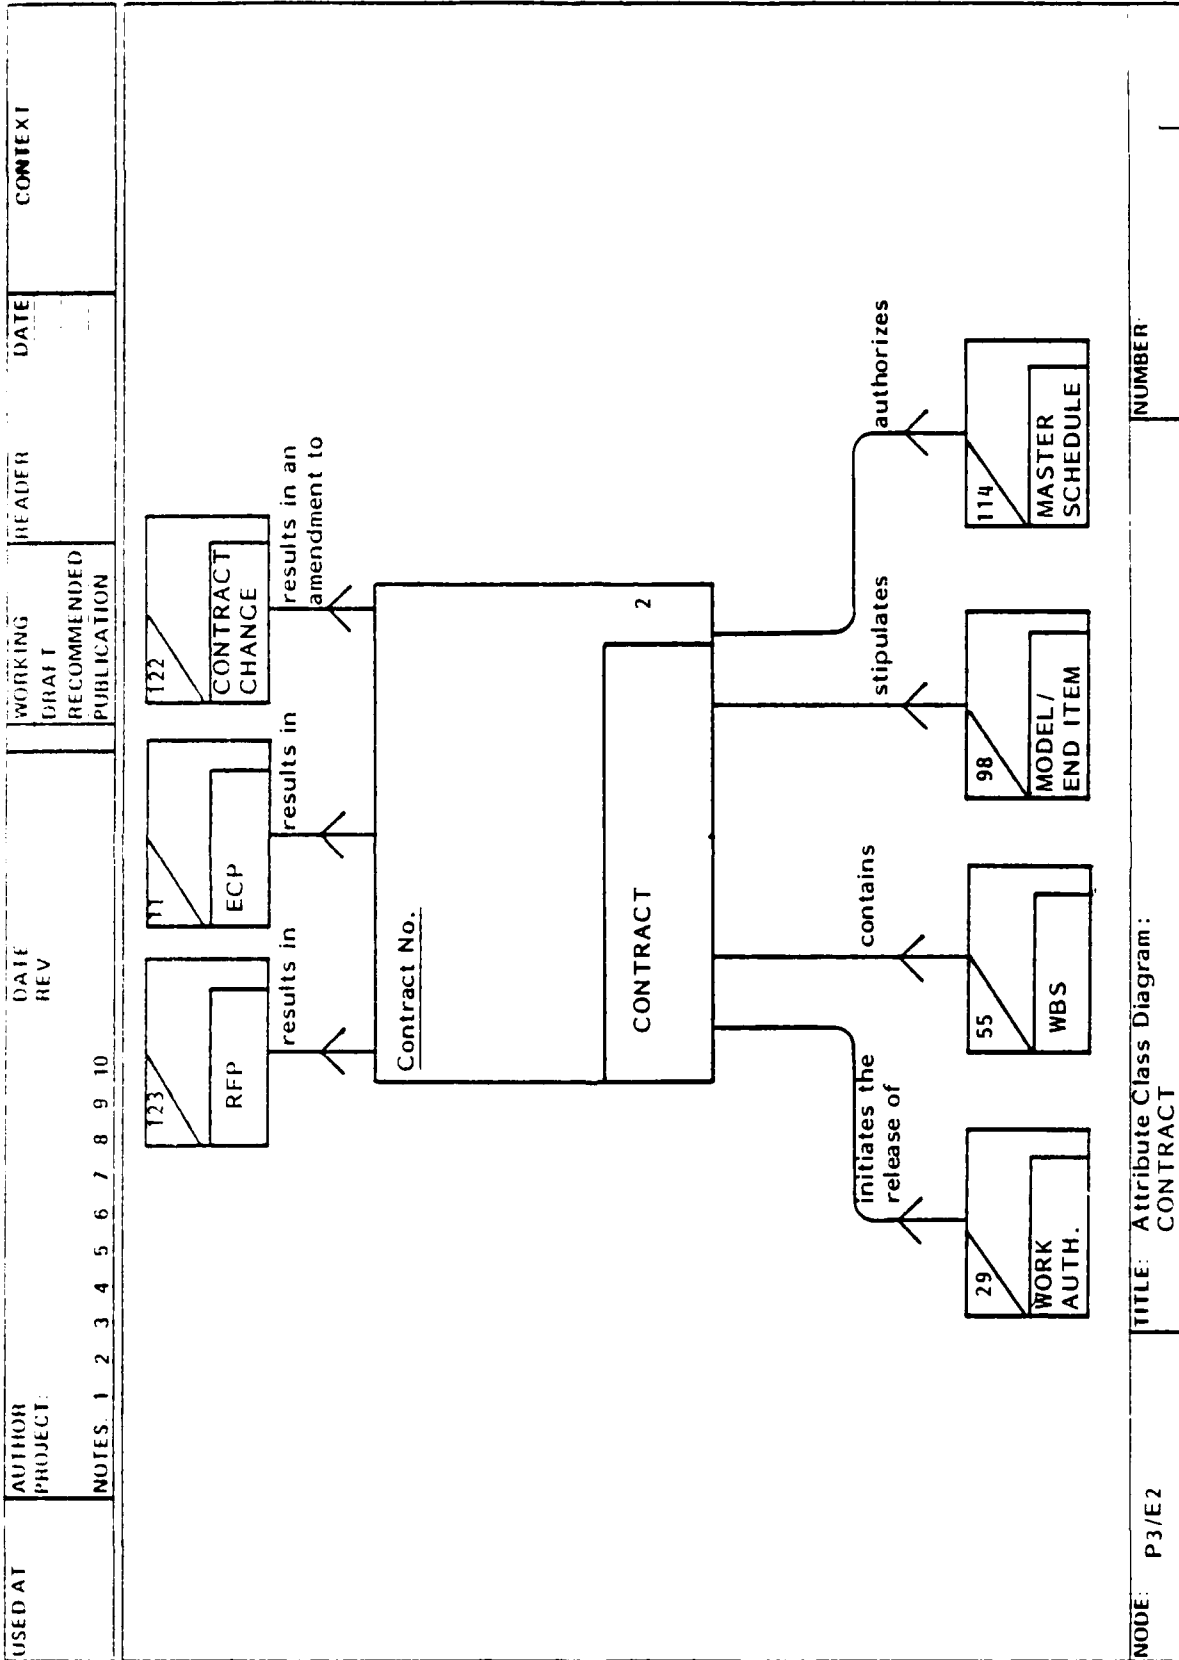 USED AT
AUTHOR
PROJECT:
NOTES. 1 2 3 4 5 6 7 8 9 10
DATE
REV
WORKING
DRAFT
RECOMMENDED
PUBLICATION
READER
DATE
CONTEXT
123
RFP
results in
11
ECP
results in
122
CONTRACT
CHANGE
results in an
amendment to
Contract No.
CONTRACT
2
initiates the
release of
contains
stipulates
authorizes
29
WORK
AUTH.
55
WBS
98
MODEL/
END ITEM
114
MASTER
SCHEDULE
NODE: P3/E2
TITLE: Attribute Class Diagram:
CONTRACT
NUMBER: